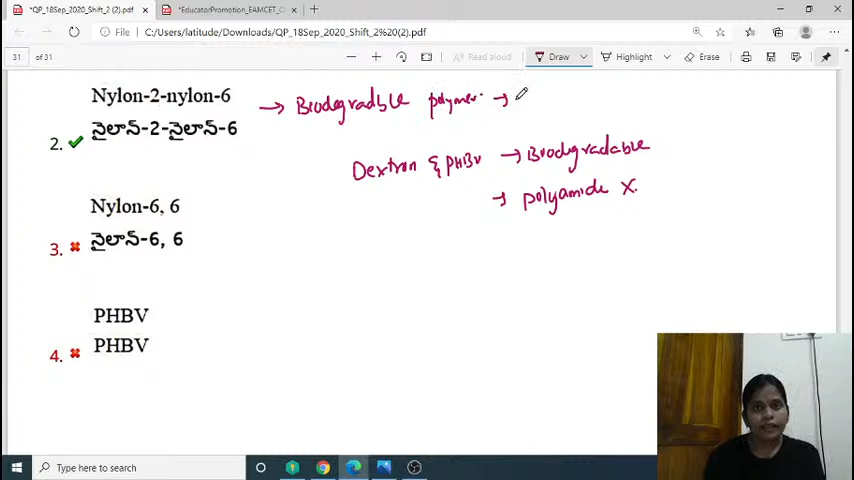 *QP_18Sep_2020_Shift_2 (2).pdf
*EducatorPromotion_EAMCET_C
File C:/Users/latitude/Downloads/QP_18Sep_2020_Shift_2%20(2).pdf
31 of 31
Read aloud
Draw
Highlight
Erase
Nylon-2-nylon-6
నైలాన్-2-నైలాన్-6
2.
→ Biodegradble polymer. →
Dextron & PHBV → Biodegradable
→ polyamide X.
Nylon-6, 6
నైలాన్-6, 6
3.
PHBV
PHBV
4.
Type here to search